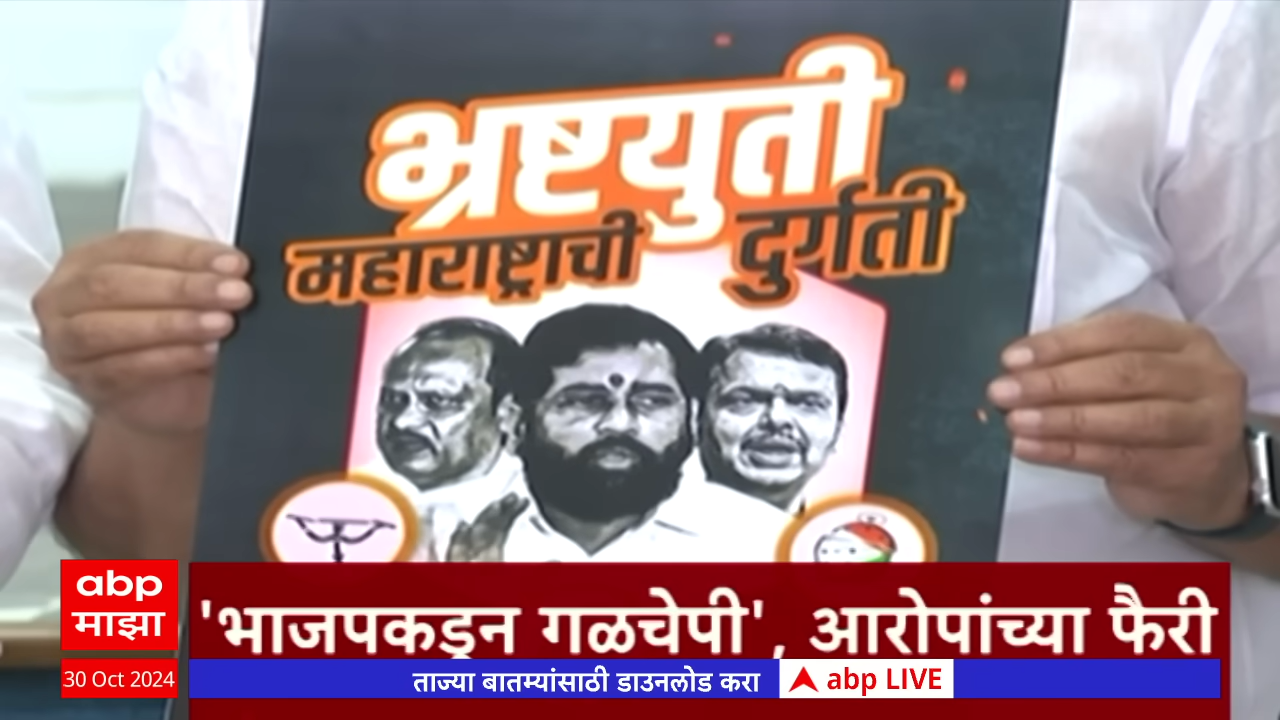 भ्रष्टयुती
महाराष्ट्राची दुर्गती
abp
माझा
'भाजपकडून गळचेपी', आरोपांच्या फैरी
30 Oct 2024
ताज्या बातम्यांसाठी डाउनलोड करा abp LIVE